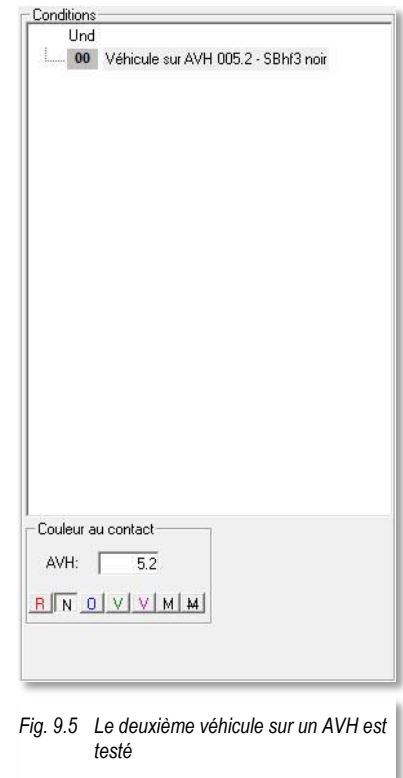 Conditions
Und
00 Véhicule sur AVH 005.2 - SBhf3 noir
Couleur au contact
AVH: 5.2
R N O V V M M
Fig. 9.5 Le deuxième véhicule sur un AVH est
testé